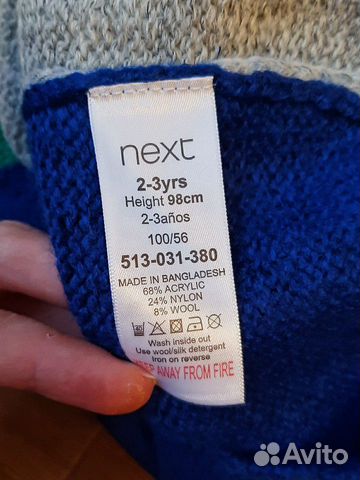 next
2-3yrs
Height 98cm
2-3años
100/56
513-031-380
MADE IN BANGLADESH
68% ACRYLIC
24% NYLON
8% WOOL
Wash inside out
Use wool/silk detergent
Iron on reverse
AWAY FROM FIRE
Avito